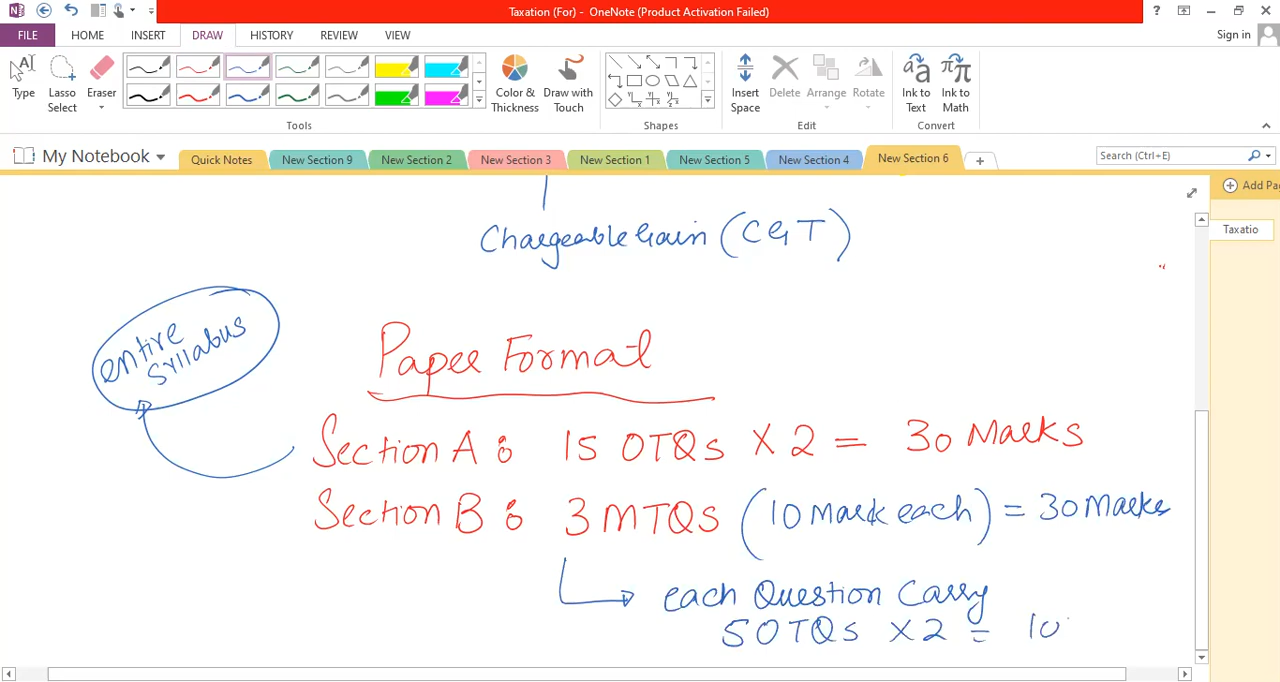 Taxation (For) - OneNote (Product Activation Failed)
FILE HOME INSERT DRAW HISTORY REVIEW VIEW
Sign in
Type
Lasso Select
Eraser
Color & Thickness
Draw with Touch
Insert Space
Delete
Arrange
Rotate
Ink to Text
Ink to Math
Tools
Shapes
Edit
Convert
My Notebook
Quick Notes
New Section 9
New Section 2
New Section 3
New Section 1
New Section 5
New Section 4
New Section 6
Search (Ctrl+E)
Add Pa
Taxatio
Chargeable Gain (CGT)
entire
syllabus
Paper Format
Section A : 15 OTQs X 2 = 30 Marks
Section B : 3 MTQs (10 Mark each) = 30 Marks
each Question Carry
5 OTQs X 2 = 10